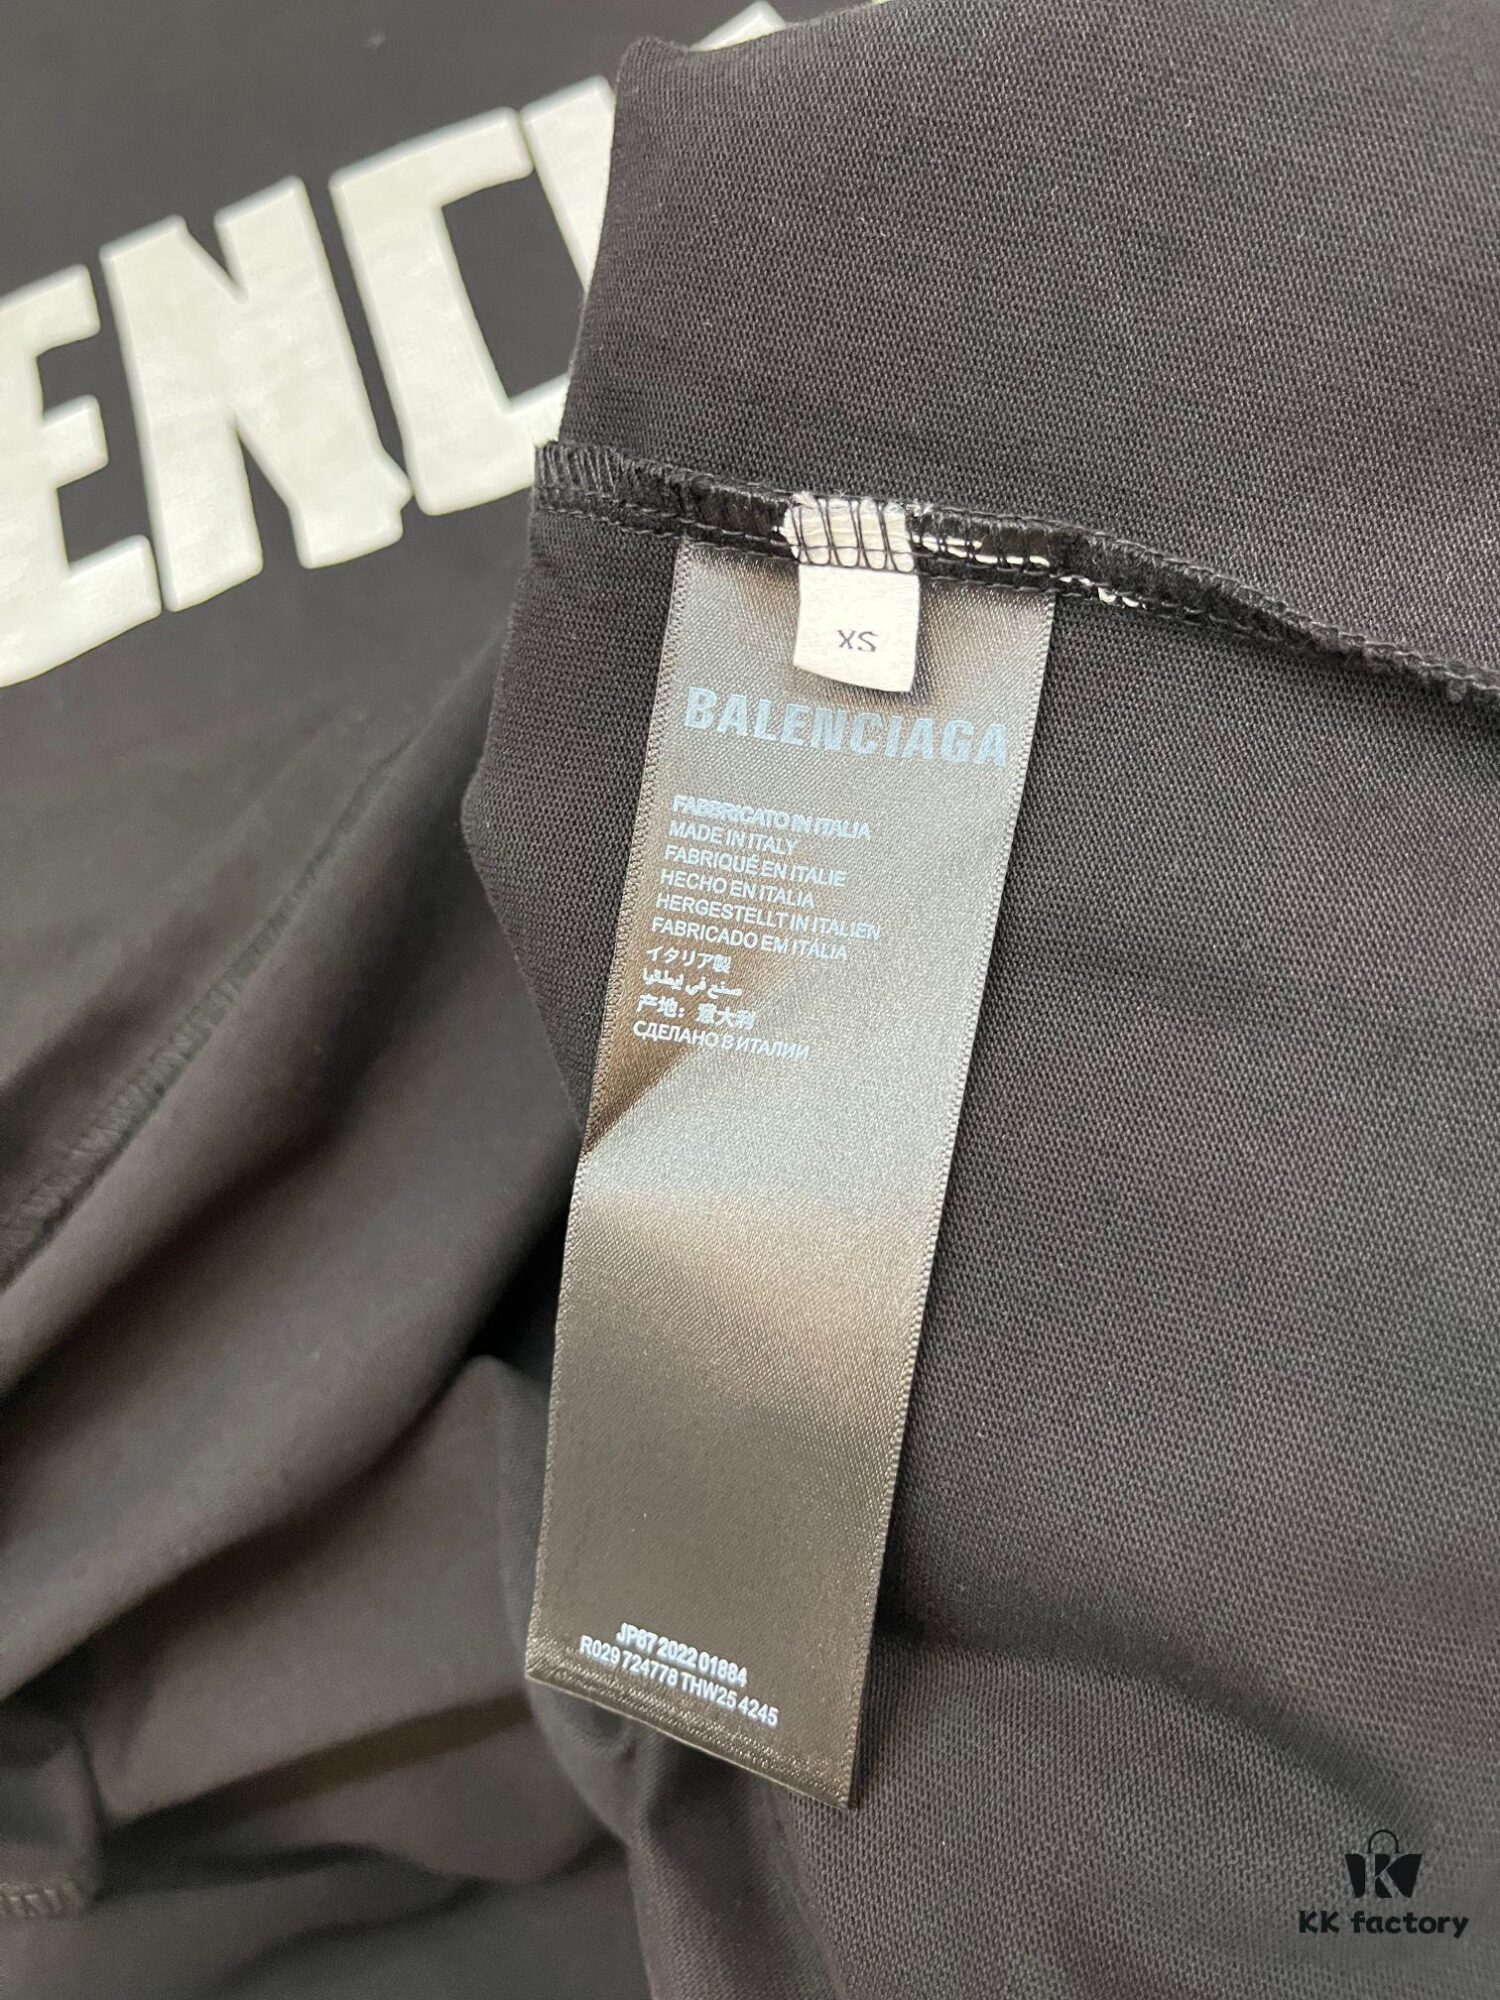 ENCI
XS
BALENCIAGA
FABBRICATO IN ITALIA
MADE IN ITALY
FABRIQUÉ EN ITALIE
HECHO EN ITALIA
HERGESTELLT IN ITALIEN
FABRICADO EM ITÁLIA
イタリア製
صنع في إيطاليا
产地：意大利
СДЕЛАНО В ИТАЛИИ
JP87 2022 01884
R029 724778 THW25 4245
KK factory